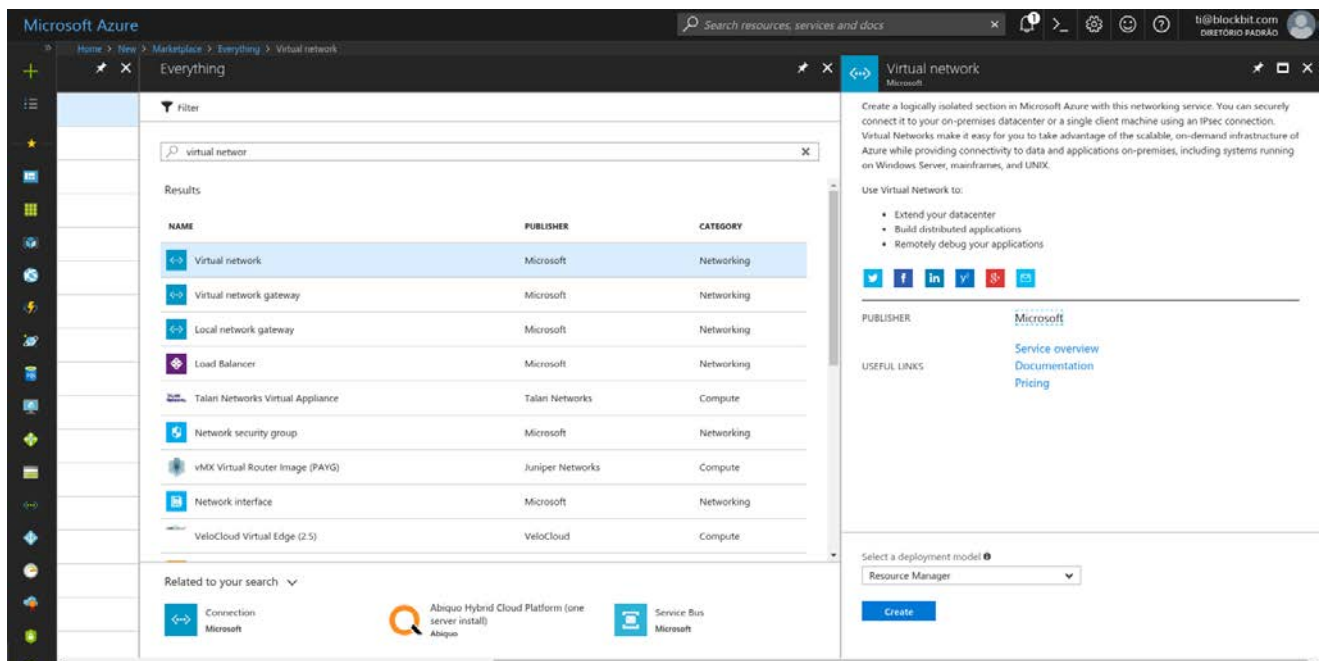 Microsoft Azure
Search resources, services and docs
1
ti@blockbit.com
DIRETÓRIO PADRÃO
Home > New > Marketplace > Everything > Virtual network
Everything
Filter
virtual networ
Results
NAME PUBLISHER CATEGORY
Virtual network Microsoft Networking
Virtual network gateway Microsoft Networking
Local network gateway Microsoft Networking
Load Balancer Microsoft Networking
Talari Networks Virtual Appliance Talari Networks Compute
Network security group Microsoft Networking
vMX Virtual Router Image (PAYG) Juniper Networks Compute
Network interface Microsoft Networking
VeloCloud Virtual Edge (2.5) VeloCloud Compute
Related to your search
Connection
Microsoft
Abiquo Hybrid Cloud Platform (one
server install)
Abiquo
Service Bus
Microsoft
Virtual network
Microsoft
Create a logically isolated section in Microsoft Azure with this networking service. You can securely
connect it to your on-premises datacenter or a single client machine using an IPsec connection.
Virtual Networks make it easy for you to take advantage of the scalable, on-demand infrastructure of
Azure while providing connectivity to data and applications on-premises, including systems running
on Windows Server, mainframes, and UNIX.
Use Virtual Network to:
• Extend your datacenter
• Build distributed applications
• Remotely debug your applications
PUBLISHER Microsoft
USEFUL LINKS
Service overview
Documentation
Pricing
Select a deployment model
Resource Manager
Create